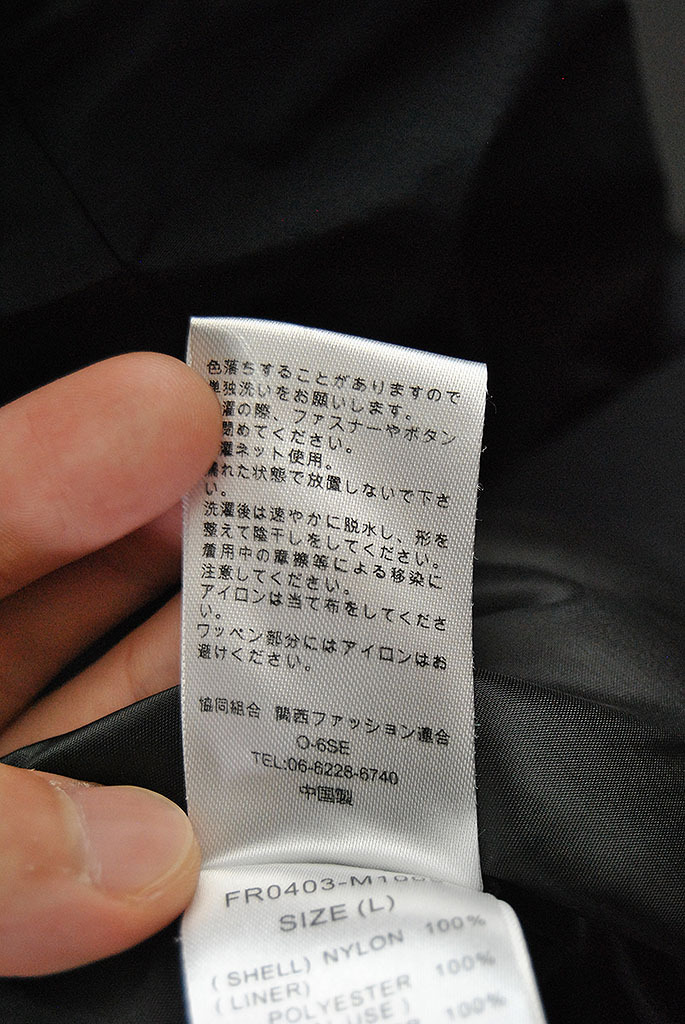 色落ちすることがありますので
単独洗いをお願いします。
濯の際、ファスナーやボタン
閉めてください。
濯ネット使用。
濡れた状態で放置しないで下さ
い。
洗濯後は速やかに脱水し、形を
整えて陰干しをしてください。
着用中の摩擦等による移染に
注意してください。
アイロンは当て布をしてくださ
い。
ワッペン部分にはアイロンはお
避けください。
協同組合 関西ファッション連合
O-6SE
TEL:06-6228-6740
中国製
FR0403-M
SIZE (L)
(SHELL) NYLON 100%
(LINER)
POLYESTER 100%
USE) 100%